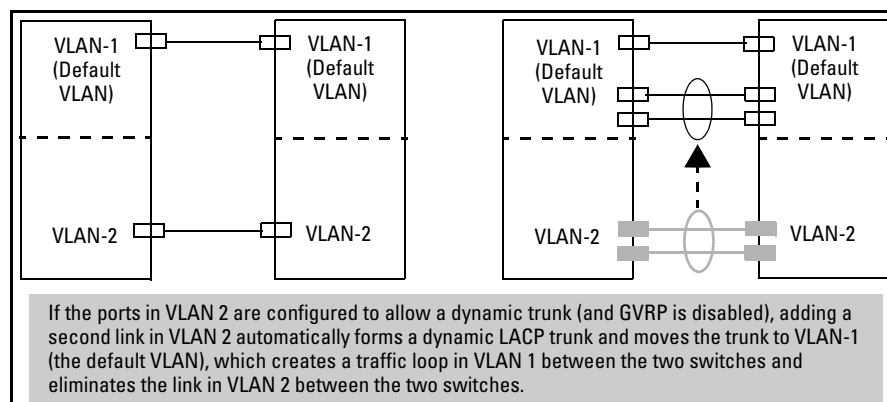 VLAN-1
(Default
VLAN)
VLAN-1
(Default
VLAN)
VLAN-2
VLAN-2
VLAN-1
(Default
VLAN)
VLAN-1
(Default
VLAN)
VLAN-2
VLAN-2
If the ports in VLAN 2 are configured to allow a dynamic trunk (and GVRP is disabled), adding a
second link in VLAN 2 automatically forms a dynamic LACP trunk and moves the trunk to VLAN-1
(the default VLAN), which creates a traffic loop in VLAN 1 between the two switches and
eliminates the link in VLAN 2 between the two switches.